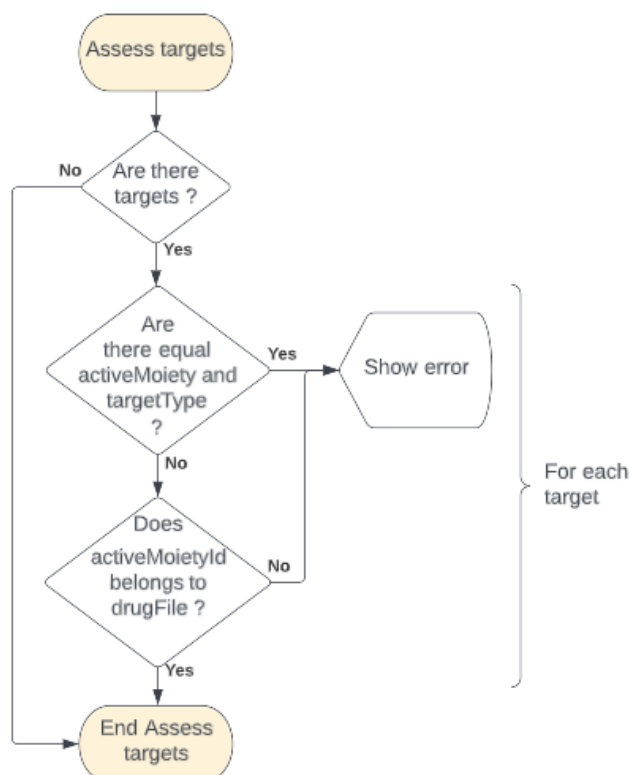 Assess targets
No
Are there
targets ?
Yes
Are
there equal
activeMoiety and
targetType
?
Yes
Show error
No
For each
target
Does
activeMoietyId
belongs to
drugFile ?
No
Yes
End Assess
targets